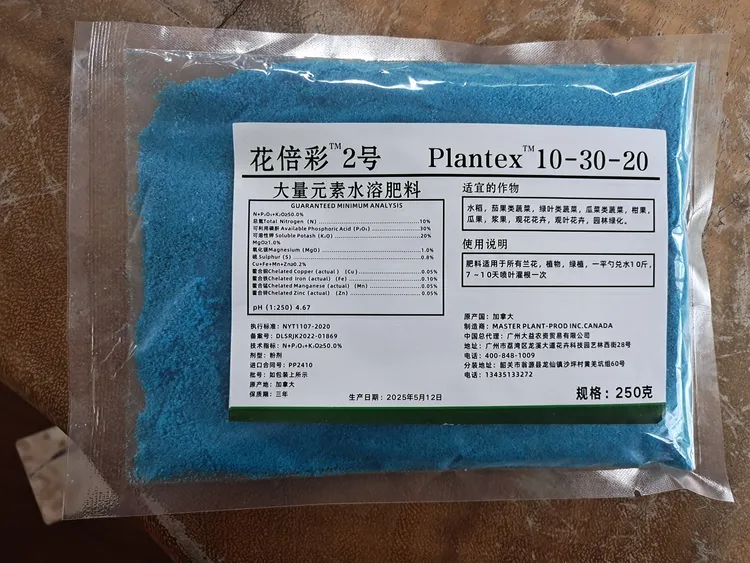 花倍彩™2号 Plantex™10-30-20
大量元素水溶肥料
GUARANTEED MINIMUM ANALYSIS
N+P₂O₅+K₂O≥50.0%
总氮Total Nitrogen (N) 10%
可利用磷酐 Available Phosphoric Acid (P₂O₅) 30%
可溶性钾 Soluble Potash (K₂O) 20%
MgO≥1.0%
氧化镁Magnesium (MgO) 1.0%
硫 Sulphur (S) 0.8%
Cu+Fe+Mn+Zn≥0.2%
螯合铜Chelated Copper (actual) (Cu) 0.05%
螯合铁Chelated Iron (actual) (Fe) 0.10%
螯合锰Chelated Manganese (actual) (Mn) 0.05%
螯合锌Chelated Zinc (actual) (Zn) 0.05%
pH (1:250) 4.67
执行标准: NYT1107-2020
备案号: DLSRJK2022-01869
技术指标: N+P₂O₅+K₂O≥50.0%
剂型: 粉剂
进口合同号: PP2410
批号: 如包装上所示
原产地: 加拿大
保质期: 三年
生产日期: 2025年5月12日
适宜的作物
水稻, 茄果类蔬菜, 绿叶类蔬菜, 瓜菜类蔬菜, 柑果,
瓜果, 浆果, 观花花卉, 观叶花卉, 园林绿化。
使用说明
肥料适用于所有兰花, 植物, 绿植, 一平勺兑水10斤,
7~10天喷叶灌根一次
原产国: 加拿大
制造商: MASTER PLANT-PROD INC.CANADA
中国总代理: 广州大益农资贸易有限公司
地址: 广州市荔湾区龙溪大道花卉科技园艺林西街28号
电话: 400-848-1009
分装地址: 韶关市翁源县龙仙镇沙坪村黄羌坑组60号
电话: 13435133272
规格: 250克